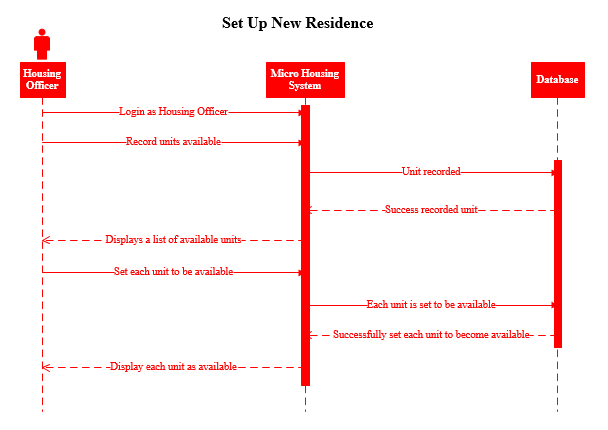 Set Up New Residence
Housing
Officer
Micro Housing
System
Database
Login as Housing Officer
Record units available
Unit recorded
Success recorded unit
Displays a list of available units
Set each unit to be available
Each unit is set to be available
Successfully set each unit to become available
Display each unit as available